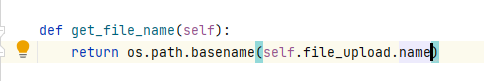 def get_file_name(self):
    return os.path.basename(self.file_upload.name)